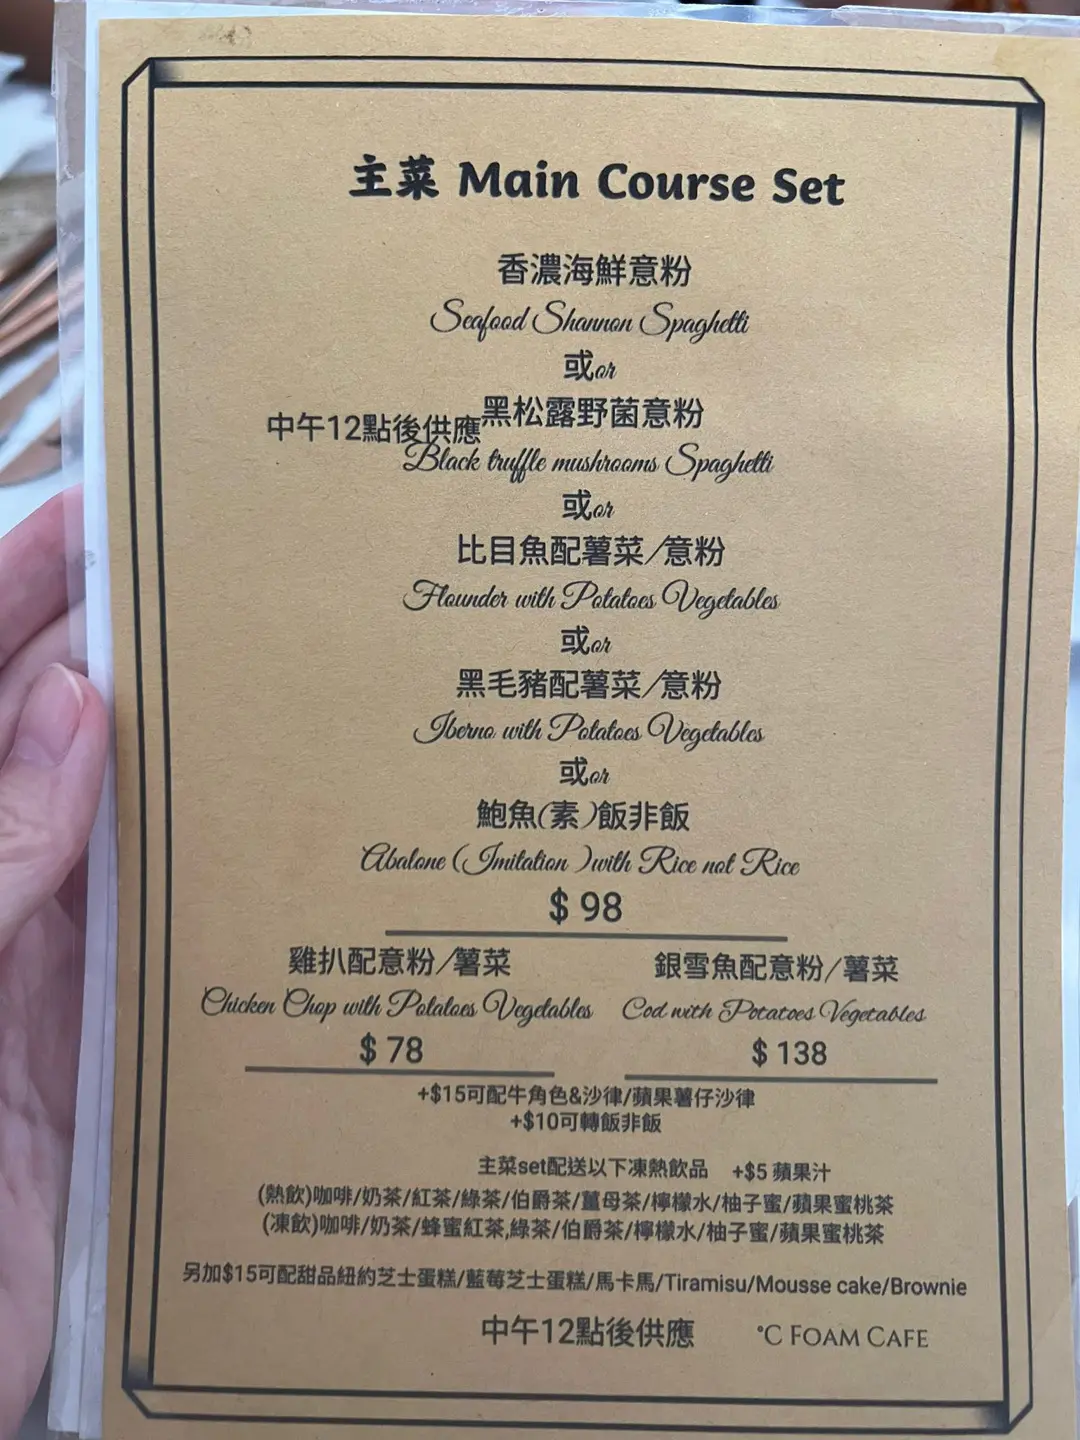 主菜 Main Course Set
香濃海鮮意粉
Seafood Shannon Spaghetti
或or
黑松露野菌意粉
中午12點後供應
Black truffle mushrooms Spaghetti
或or
比目魚配薯菜/意粉
Flounder with Potatoes Vegetables
或or
黑毛豬配薯菜/意粉
Iberno with Potatoes Vegetables
或or
鮑魚(素)飯非飯
Abalone (Imitation )with Rice not Rice
$ 98
雞扒配意粉/薯菜
Chicken Chop with Potatoes Vegetables
$ 78
銀雪魚配意粉/薯菜
Cod with Potatoes Vegetables
$ 138
+$15可配牛角色&沙律/蘋果薯仔沙律
+$10可轉飯非飯
主菜set配送以下凍熱飲品 +$5 蘋果汁
(熱飲)咖啡/奶茶/紅茶/綠茶/伯爵茶/薑母茶/檸檬水/柚子蜜/蘋果蜜桃茶
(凍飲)咖啡/奶茶/蜂蜜紅茶,綠茶/伯爵茶/檸檬水/柚子蜜/蘋果蜜桃茶
另加$15可配甜品紐約芝士蛋糕/藍莓芝士蛋糕/馬卡馬/Tiramisu/Mousse cake/Brownie
中午12點後供應
°C FOAM CAFE